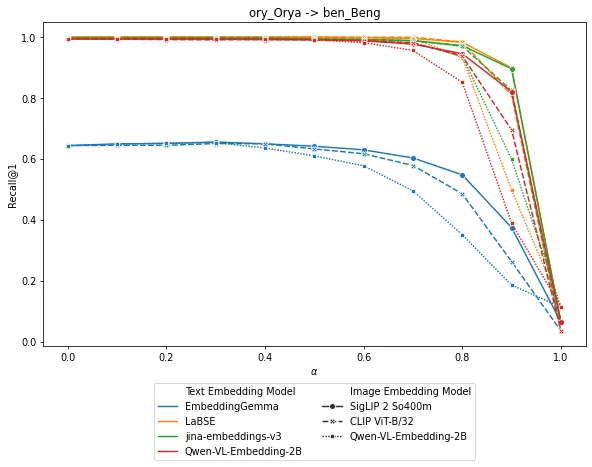 ory_Orya -> ben_Beng
Recall@1
1.0
0.8
0.6
0.4
0.2
0.0
0.0 0.2 0.4 0.6 0.8 1.0
α
Text Embedding Model Image Embedding Model
EmbeddingGemma SigLIP 2 So400m
LaBSE CLIP ViT-B/32
jina-embeddings-v3 Qwen-VL-Embedding-2B
Qwen-VL-Embedding-2B